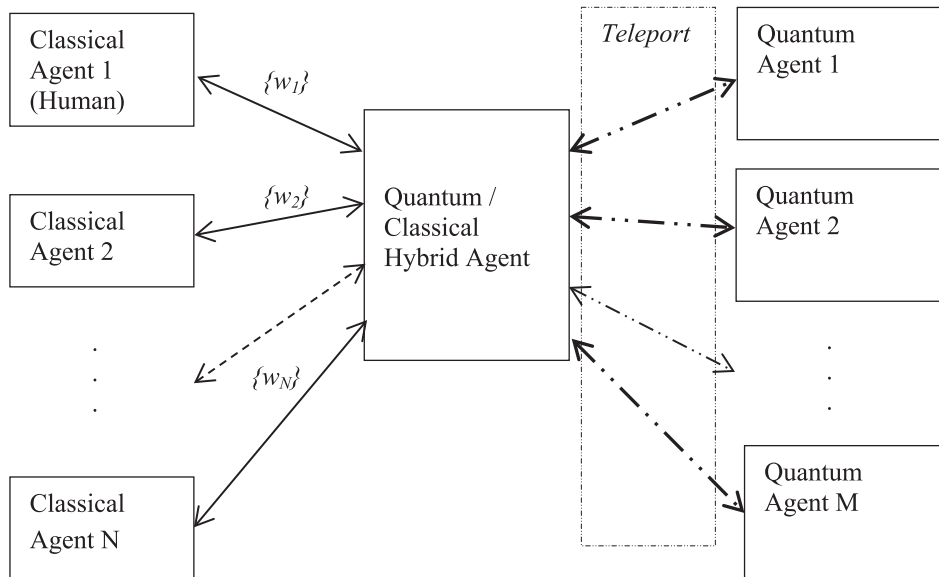 Classical
Agent 1
(Human)
{w1}
Classical
Agent 2
{w2}
{wN}
Classical
Agent N
Quantum /
Classical
Hybrid Agent
Teleport
Quantum
Agent 1
Quantum
Agent 2
Quantum
Agent M